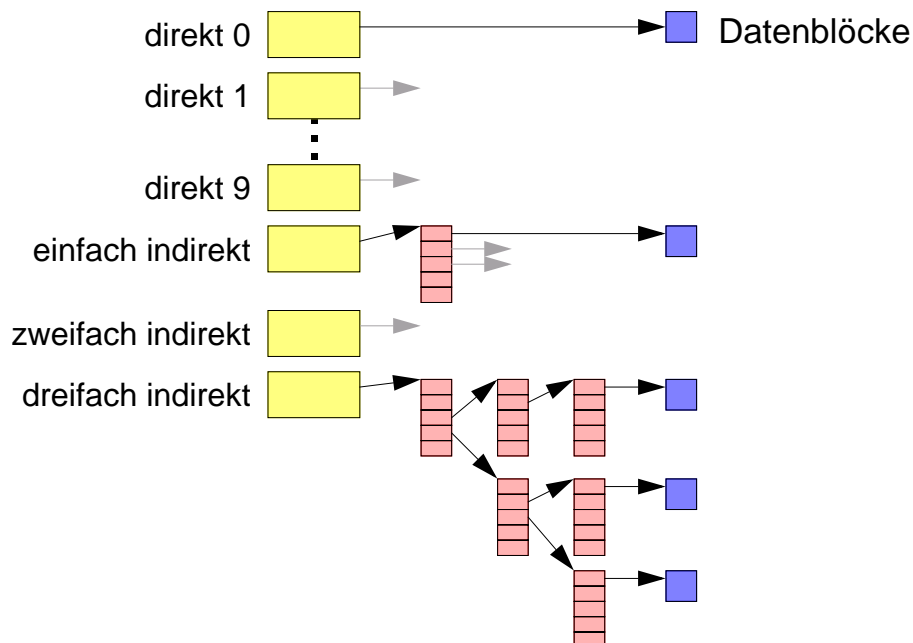 direkt 0
Datenblöcke
direkt 1
direkt 9
einfach indirekt
zweifach indirekt
dreifach indirekt